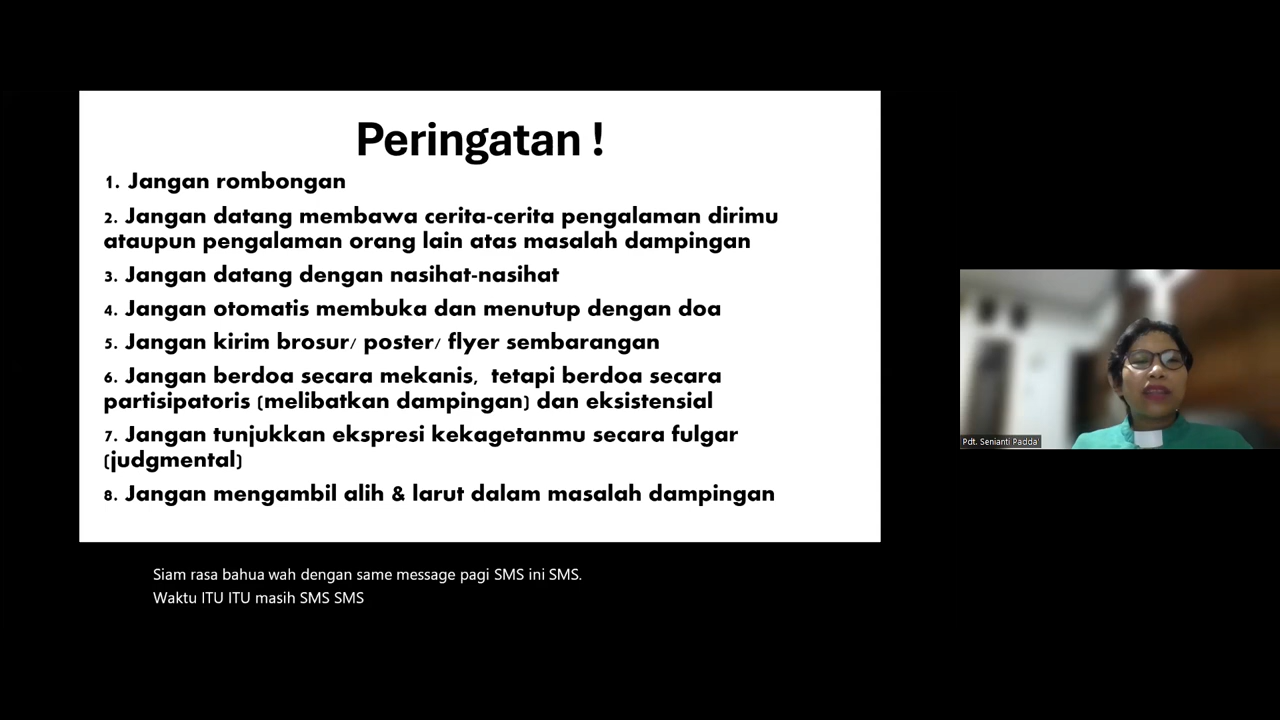 Peringatan !
1. Jangan rombongan
2. Jangan datang membawa cerita-cerita pengalaman dirimu
ataupun pengalaman orang lain atas masalah dampingan
3. Jangan datang dengan nasihat-nasihat
4. Jangan otomatis membuka dan menutup dengan doa
5. Jangan kirim brosur/ poster/ flyer sembarangan
6. Jangan berdoa secara mekanis, tetapi berdoa secara
partisipatoris (melibatkan dampingan) dan eksistensial
7. Jangan tunjukkan ekspresi kekagetanmu secara fulgar
(judgmental)
8. Jangan mengambil alih & larut dalam masalah dampingan
Pdt. Senianti Padda'
Siam rasa bahua wah dengan same message pagi SMS ini SMS.
Waktu ITU ITU masih SMS SMS